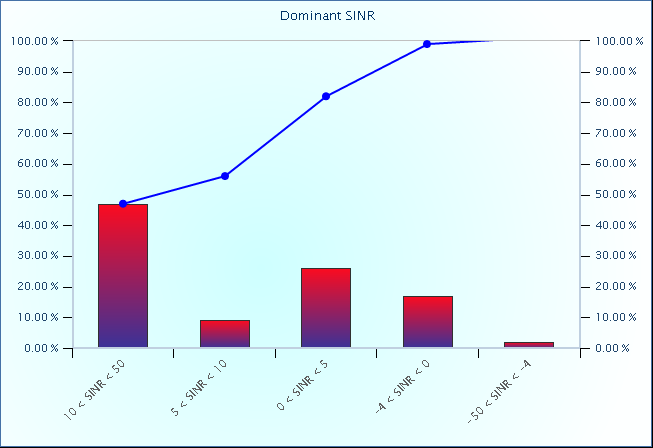 Dominant SINR
100.00 % 100.00 %
90.00 % 90.00 %
80.00 % 80.00 %
70.00 % 70.00 %
60.00 % 60.00 %
50.00 % 50.00 %
40.00 % 40.00 %
30.00 % 30.00 %
20.00 % 20.00 %
10.00 % 10.00 %
0.00 % 0.00 %
10 < SINR < 50
5 < SINR < 10
0 < SINR < 5
-4 < SINR < 0
-50 < SINR < -4